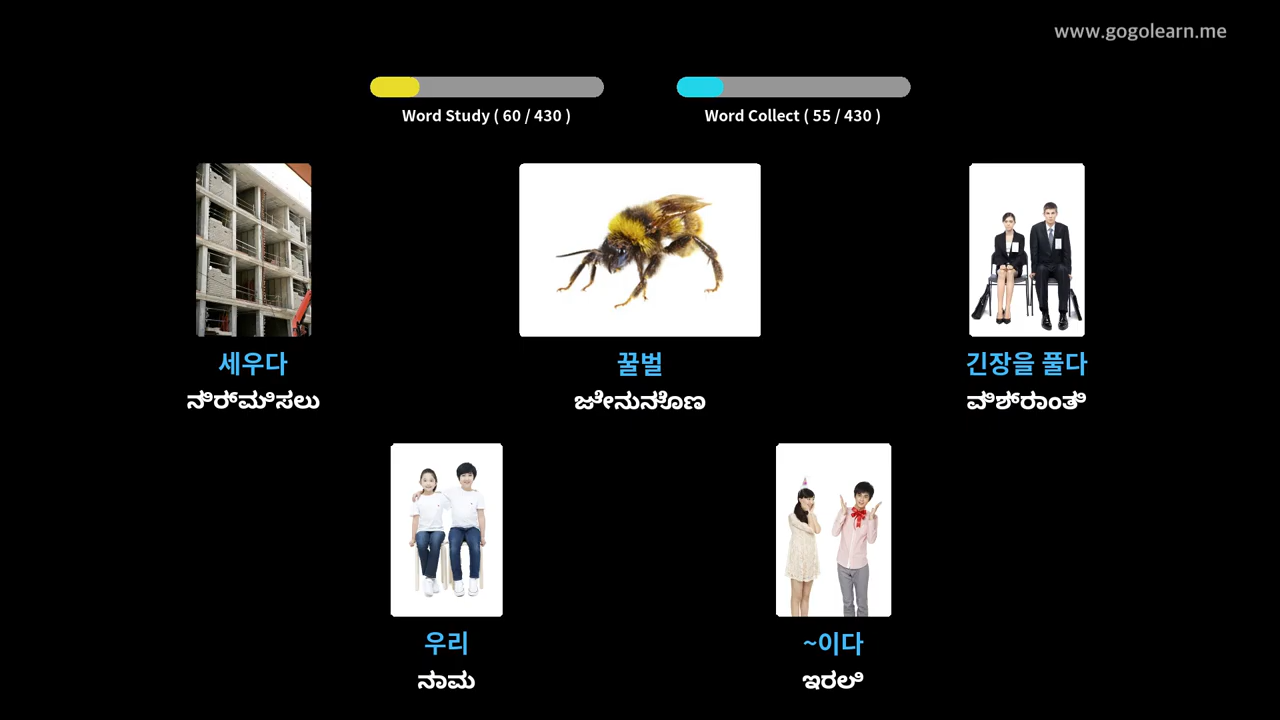 www.gogolearn.me
Word Study ( 60 / 430 )
Word Collect ( 55 / 430 )
세우다
꿀벌
긴장을 풀다
ನಿರ್ಮಿಸಲು
ಜೇನುನೊಣ
ವಿಶ್ರಾಂತಿ
우리
~이다
ನಾಮ
ಇರಲಿ